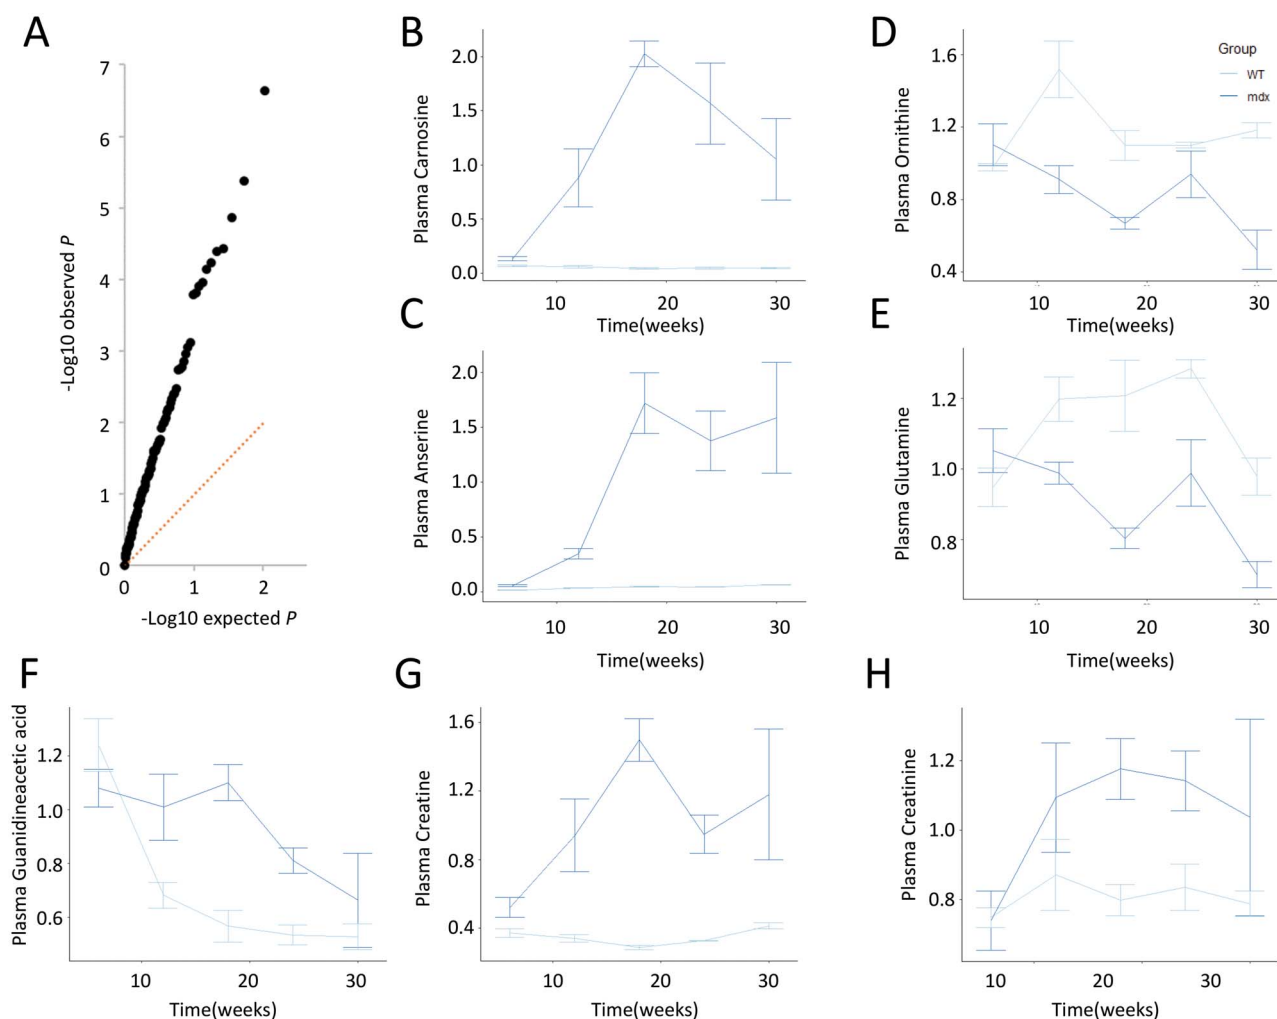 A
7
6
5
4
3
2
1
0
0 1 2
-Log10 observed P
-Log10 expected P
B
2.0
1.5
1.0
0.5
0.0
Plasma Carnosine
10 20 30
Time(weeks)
D
1.6
1.2
0.8
0.4
Plasma Ornithine
Group
WT
mdx
10 20 30
Time(weeks)
C
2.0
1.5
1.0
0.5
0.0
Plasma Anserine
10 20 30
Time(weeks)
E
1.2
1.0
0.8
Plasma Glutamine
10 20 30
Time(weeks)
F
1.2
1.0
0.8
0.6
Plasma Guanidineacetic acid
10 20 30
Time(weeks)
G
1.6
1.2
0.8
0.4
Plasma Creatine
10 20 30
Time(weeks)
H
1.2
1.0
0.8
Plasma Creatinine
10 20 30
Time(weeks)